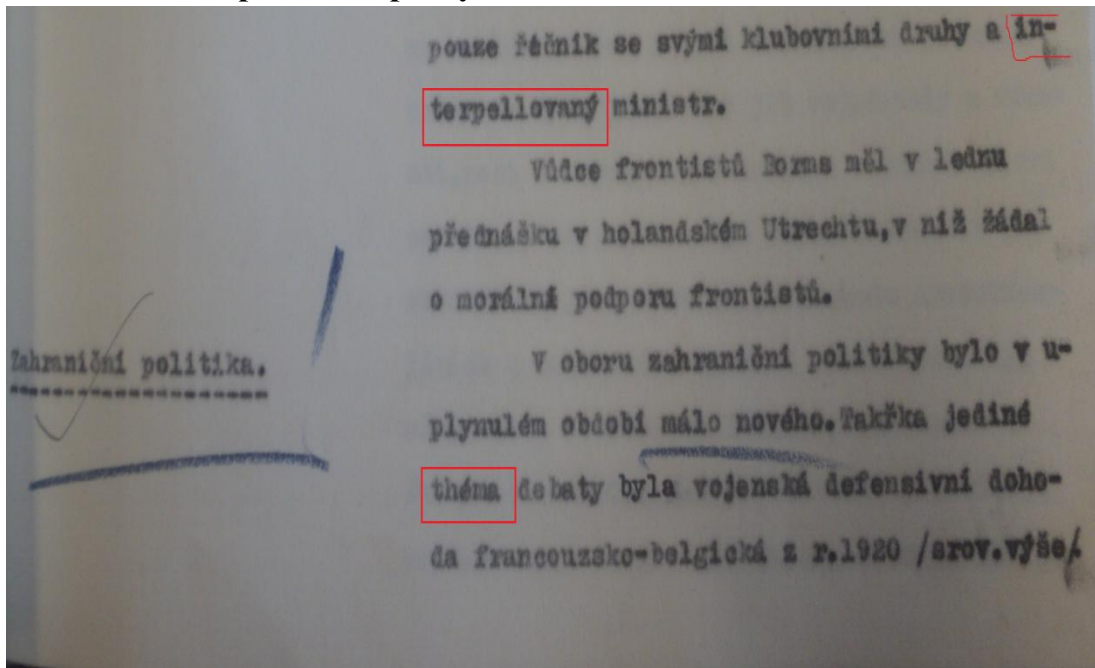 pouze řečník se svými klubovními druhy a in-
terpellovaný ministr.
Vůdce frontistů Borms měl v lednu
přednášku v holandském Utrechtu,v níž žádal
o morální podporu frontistů.
Zahraniční politika.
V oboru zahraniční politiky bylo v u-
plynulém období málo nového.Takřka jediné
théma debaty byla vojenská defensivní doho-
da francouzsko-belgická z r.1920 /srov.výše/.